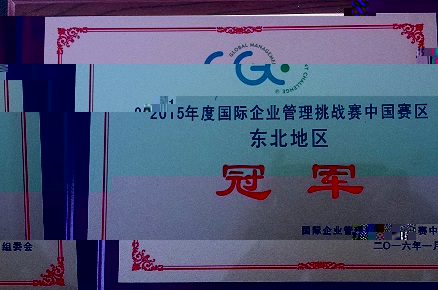 GLOBAL MANAGEMENT CHALLENGE ®
2015年度国际企业管理挑战赛中国赛区
东北地区
冠 军
国际企业管 赛中
组委会
二〇一六年一月